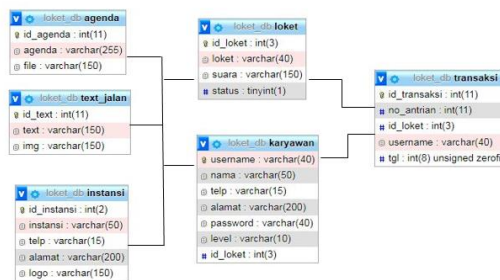 loket_db agenda
id_agenda : int(11)
agenda : varchar(255)
file : varchar(150)
loket_db text_jalan
id_text : int(11)
text : varchar(150)
img : varchar(150)
loket_db instansi
id_instansi : int(2)
instansi : varchar(50)
telp : varchar(15)
alamat : varchar(200)
logo : varchar(150)
loket_db loket
id_loket : int(3)
loket : varchar(40)
suara : varchar(150)
# status : tinyint(1)
loket_db karyawan
username : varchar(40)
nama : varchar(50)
telp : varchar(15)
alamat : varchar(200)
password : varchar(40)
level : varchar(10)
# id_loket : int(3)
loket_db transaksi
id_transaksi : int(11)
# no_antrian : int(11)
# id_loket : int(3)
username : varchar(40)
# tgl : int(8) unsigned zerofi